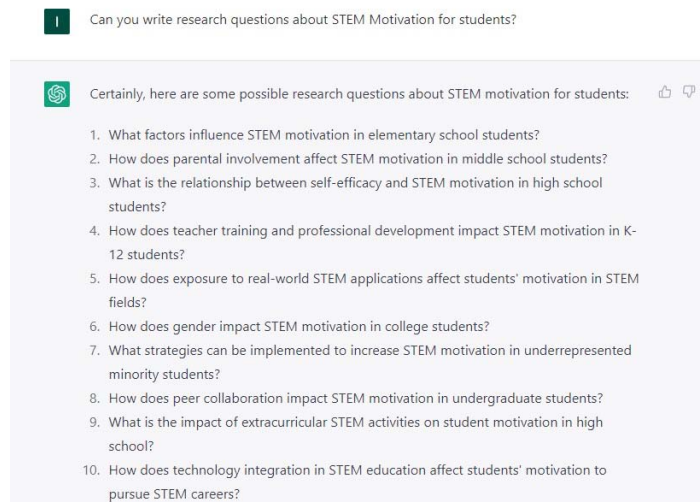 I
Can you write research questions about STEM Motivation for students?
Certainly, here are some possible research questions about STEM motivation for students:
1. What factors influence STEM motivation in elementary school students?
2. How does parental involvement affect STEM motivation in middle school students?
3. What is the relationship between self-efficacy and STEM motivation in high school
students?
4. How does teacher training and professional development impact STEM motivation in K-
12 students?
5. How does exposure to real-world STEM applications affect students' motivation in STEM
fields?
6. How does gender impact STEM motivation in college students?
7. What strategies can be implemented to increase STEM motivation in underrepresented
minority students?
8. How does peer collaboration impact STEM motivation in undergraduate students?
9. What is the impact of extracurricular STEM activities on student motivation in high
school?
10. How does technology integration in STEM education affect students' motivation to
pursue STEM careers?